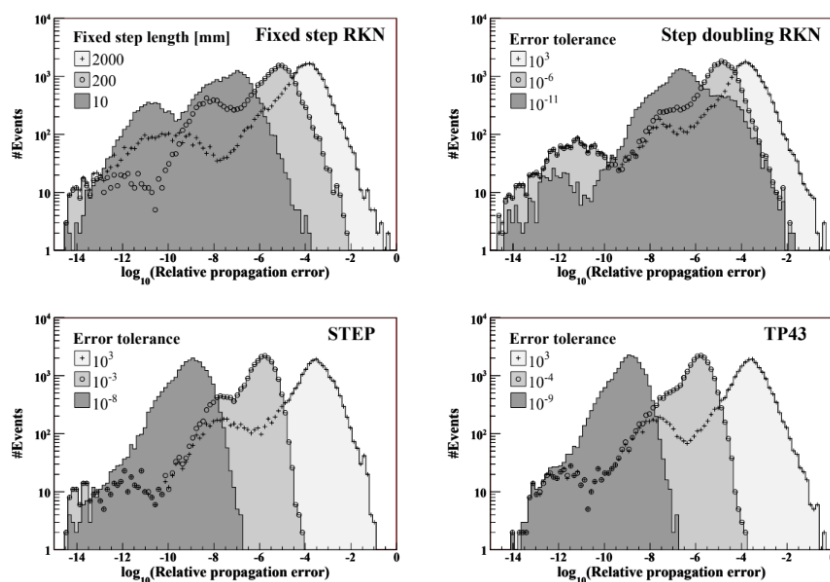 Fixed step length [mm]
Fixed step RKN
2000
200
10
#Events
10⁴
10³
10²
10
1
-14 -12 -10 -8 -6 -4 -2 0
log₁₀(Relative propagation error)
Step doubling RKN
Error tolerance
10³
10⁻⁶
10⁻¹¹
#Events
10⁴
10³
10²
10
1
-14 -12 -10 -8 -6 -4 -2 0
log₁₀(Relative propagation error)
STEP
Error tolerance
10³
10⁻³
10⁻⁸
#Events
10⁴
10³
10²
10
1
-14 -12 -10 -8 -6 -4 -2 0
log₁₀(Relative propagation error)
TP43
Error tolerance
10³
10⁻⁴
10⁻⁹
#Events
10⁴
10³
10²
10
1
-14 -12 -10 -8 -6 -4 -2 0
log₁₀(Relative propagation error)